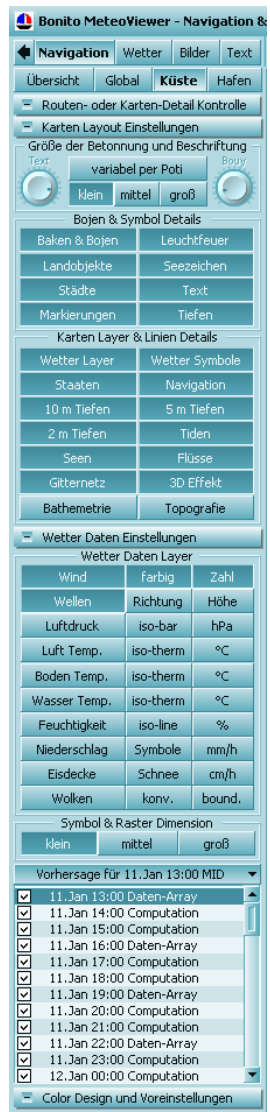 Bonito MeteoViewer - Navigation &
Navigation Wetter Bilder Text
Übersicht Global Küste Hafen
Routen- oder Karten-Detail Kontrolle
Karten Layout Einstellungen
Größe der Betonnung und Beschriftung
Text variabel per Poti Bouy
klein mittel groß
Bojen & Symbol Details
Baken & Bojen Leuchtfeuer
Landobjekte Seezeichen
Städte Text
Markierungen Tiefen
Karten Layer & Linien Details
Wetter Layer Wetter Symbole
Staaten Navigation
10 m Tiefen 5 m Tiefen
2 m Tiefen Tiden
Seen Flüsse
Gitternetz 3D Effekt
Bathemetrie Topografie
Wetter Daten Einstellungen
Wetter Daten Layer
Wind farbig Zahl
Wellen Richtung Höhe
Luftdruck iso-bar hPa
Luft Temp. iso-therm °C
Boden Temp. iso-therm °C
Wasser Temp. iso-therm °C
Feuchtigkeit iso-line %
Niederschlag Symbole mm/h
Eisdecke Schnee cm/h
Wolken konv. bound.
Symbol & Raster Dimension
klein mittel groß
Vorhersage für 11.Jan 13:00 MID
11.Jan 13:00 Daten-Array
11.Jan 14:00 Computation
11.Jan 15:00 Computation
11.Jan 16:00 Daten-Array
11.Jan 17:00 Computation
11.Jan 18:00 Computation
11.Jan 19:00 Daten-Array
11.Jan 20:00 Computation
11.Jan 21:00 Computation
11.Jan 22:00 Daten-Array
11.Jan 23:00 Computation
12.Jan 00:00 Computation
Color Design und Voreinstellungen